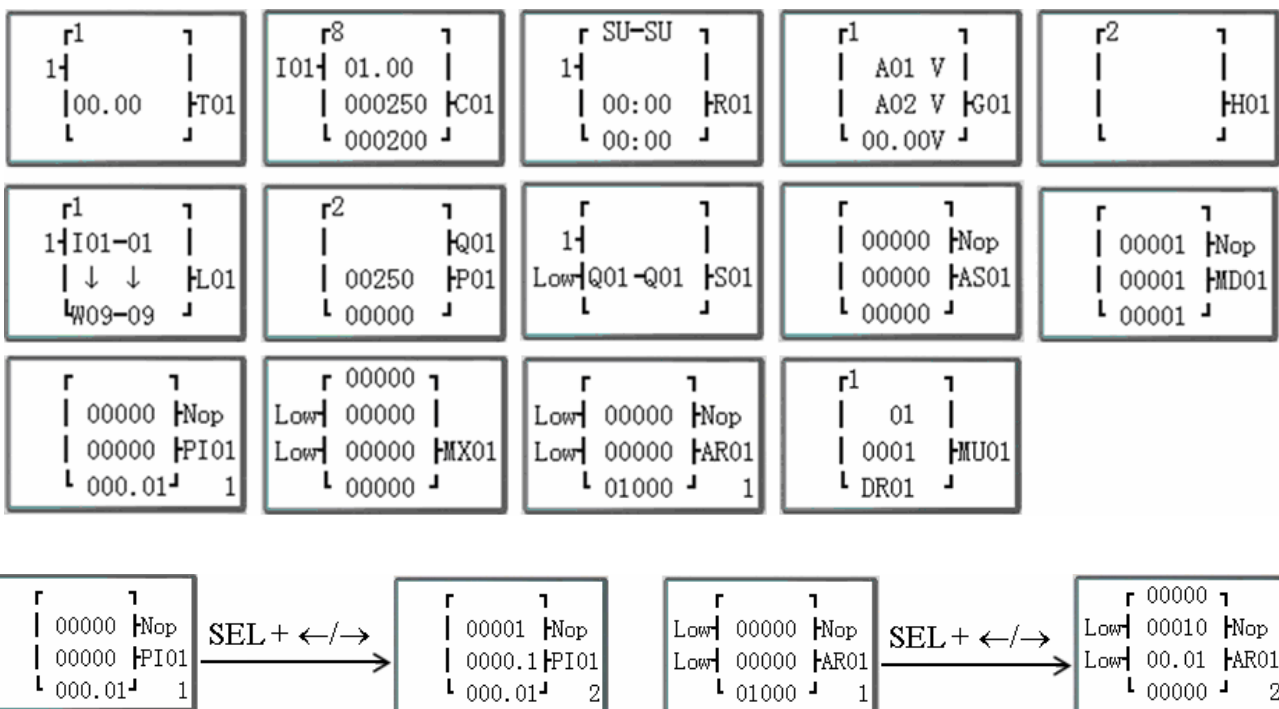 1
1
00.00 T01
8
I01 01.00
000250 C01
000200
SU-SU
1
00:00 R01
00:00
1
A01 V
A02 V G01
00.00V
2
H01
1
1 I01-01
↓ ↓ L01
W09-09
2
Q01
00250 P01
00000
1
Low Q01-Q01 S01
00000 Nop
00000 AS01
00000
00001 Nop
00001 MD01
00001
00000 Nop
00000 PI01
000.01 1
00000
Low 00000
Low 00000 MX01
00000
Low 00000 Nop
Low 00000 AR01
01000 1
1
01
0001 MU01
DR01
00000 Nop
00000 PI01
000.01 1
SEL + ←/→
00001 Nop
0000.1 PI01
000.01 2
Low 00000 Nop
Low 00000 AR01
01000 1
SEL + ←/→
00000
Low 00010 Nop
Low 00.01 AR01
00000 2